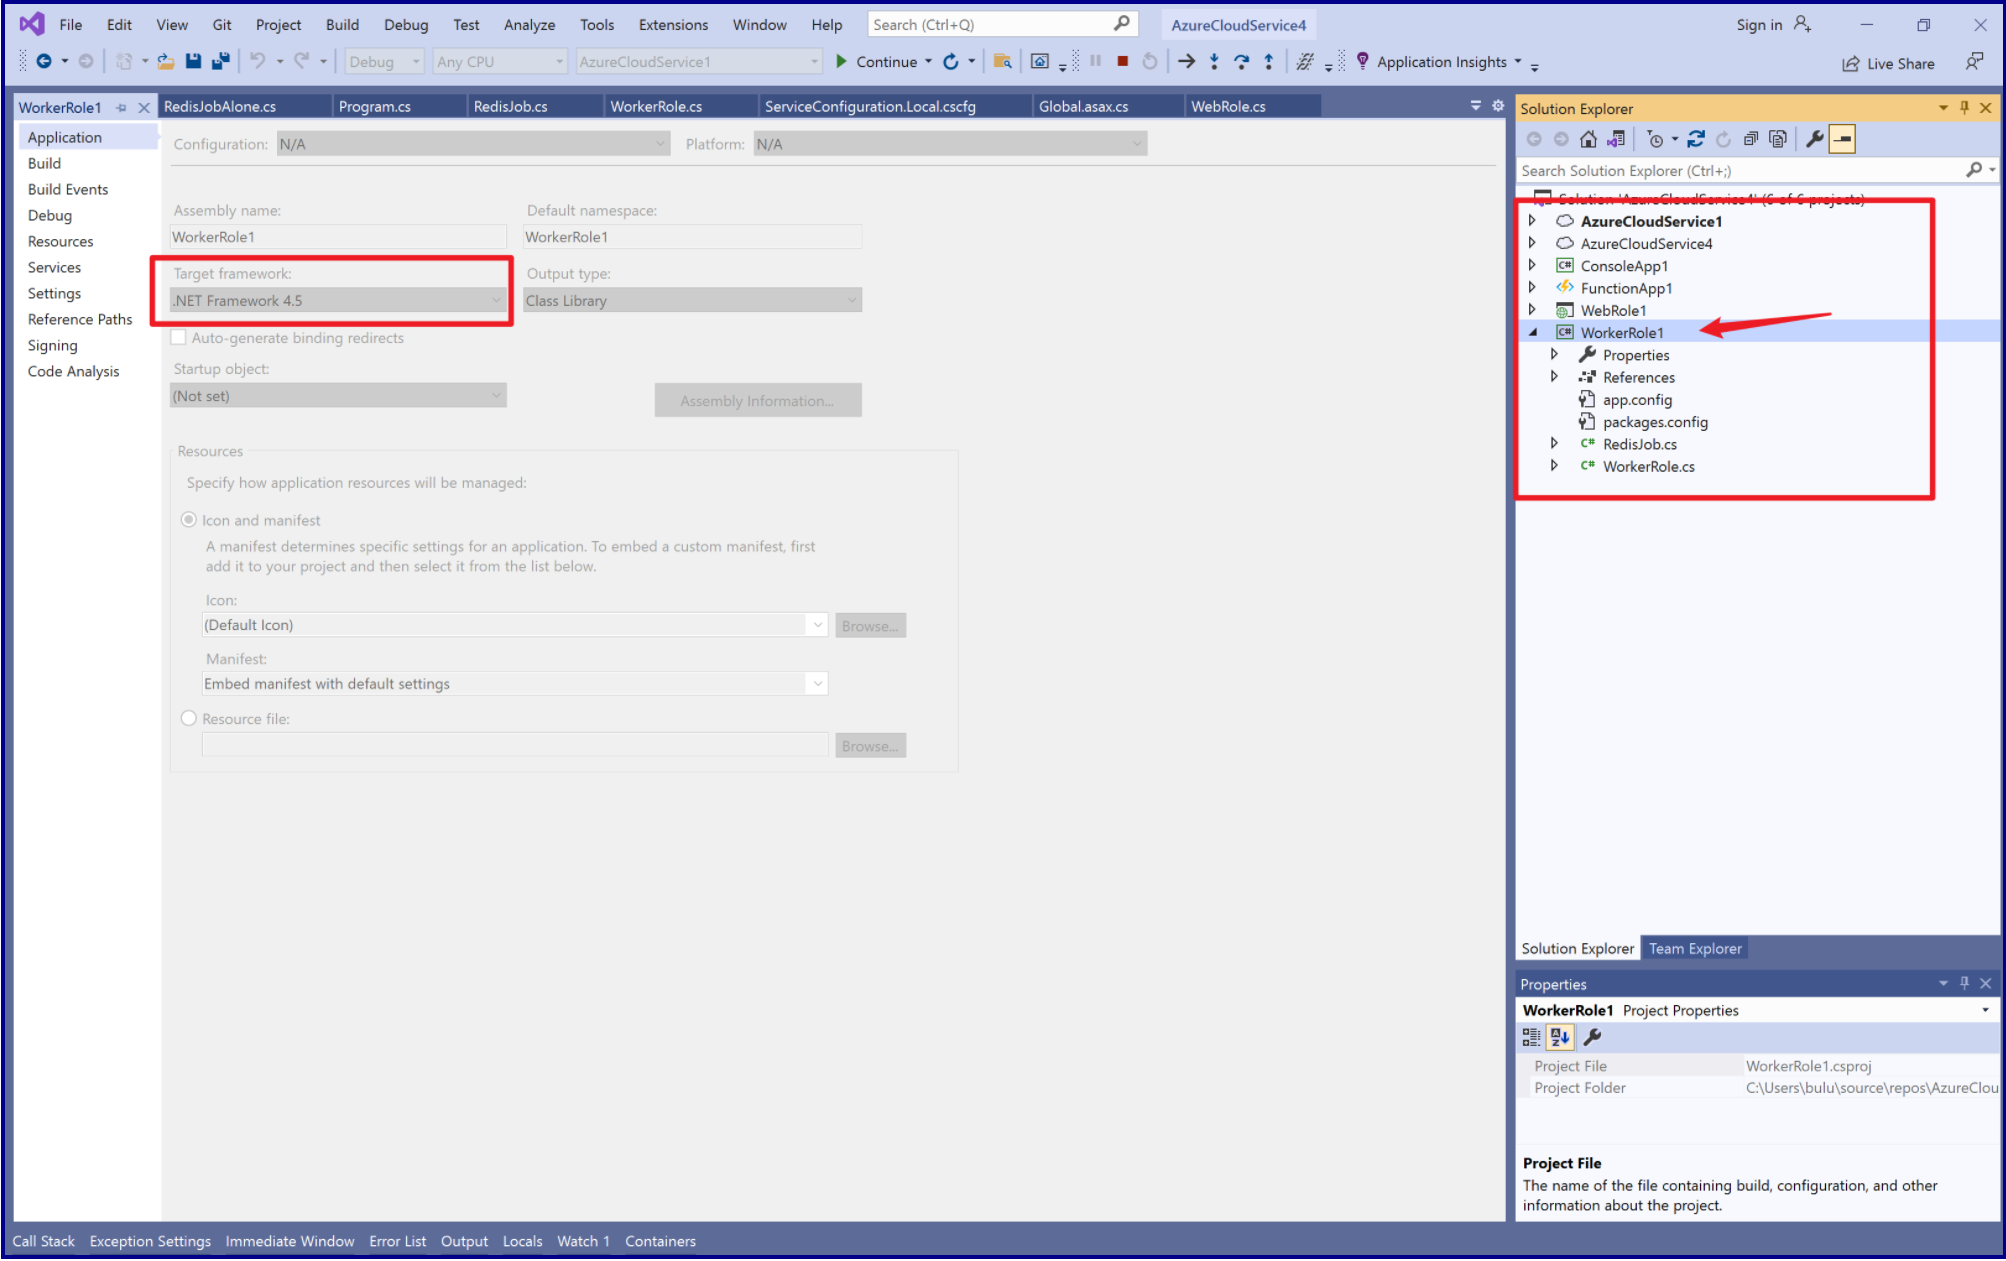 File Edit View Git Project Build Debug Test Analyze Tools Extensions Window Help Search (Ctrl+Q) AzureCloudService4 Sign in
Debug Any CPU AzureCloudService1 Continue Application Insights Live Share
WorkerRole1 RedisJobAlone.cs Program.cs RedisJob.cs WorkerRole.cs ServiceConfiguration.Local.cscfg Global.asax.cs WebRole.cs
Application
Build
Build Events
Debug
Resources
Services
Settings
Reference Paths
Signing
Code Analysis
Configuration: N/A Platform: N/A
Assembly name: Default namespace:
WorkerRole1 WorkerRole1
Target framework: Output type:
.NET Framework 4.5 Class Library
Auto-generate binding redirects
Startup object:
(Not set) Assembly Information...
Resources
Specify how application resources will be managed:
Icon and manifest
A manifest determines specific settings for an application. To embed a custom manifest, first
add it to your project and then select it from the list below.
Icon:
(Default Icon) Browse...
Manifest:
Embed manifest with default settings
Resource file:
Browse...
Solution Explorer
Search Solution Explorer (Ctrl+;)
Solution 'AzureCloudService4' (6 of 6 projects)
AzureCloudService1
AzureCloudService4
C# ConsoleApp1
FunctionApp1
WebRole1
C# WorkerRole1
Properties
References
app.config
packages.config
C# RedisJob.cs
C# WorkerRole.cs
Solution Explorer Team Explorer
Properties
WorkerRole1 Project Properties
Project File WorkerRole1.csproj
Project Folder C:\Users\bulu\source\repos\AzureClou
Project File
The name of the file containing build, configuration, and other
information about the project.
Call Stack Exception Settings Immediate Window Error List Output Locals Watch 1 Containers